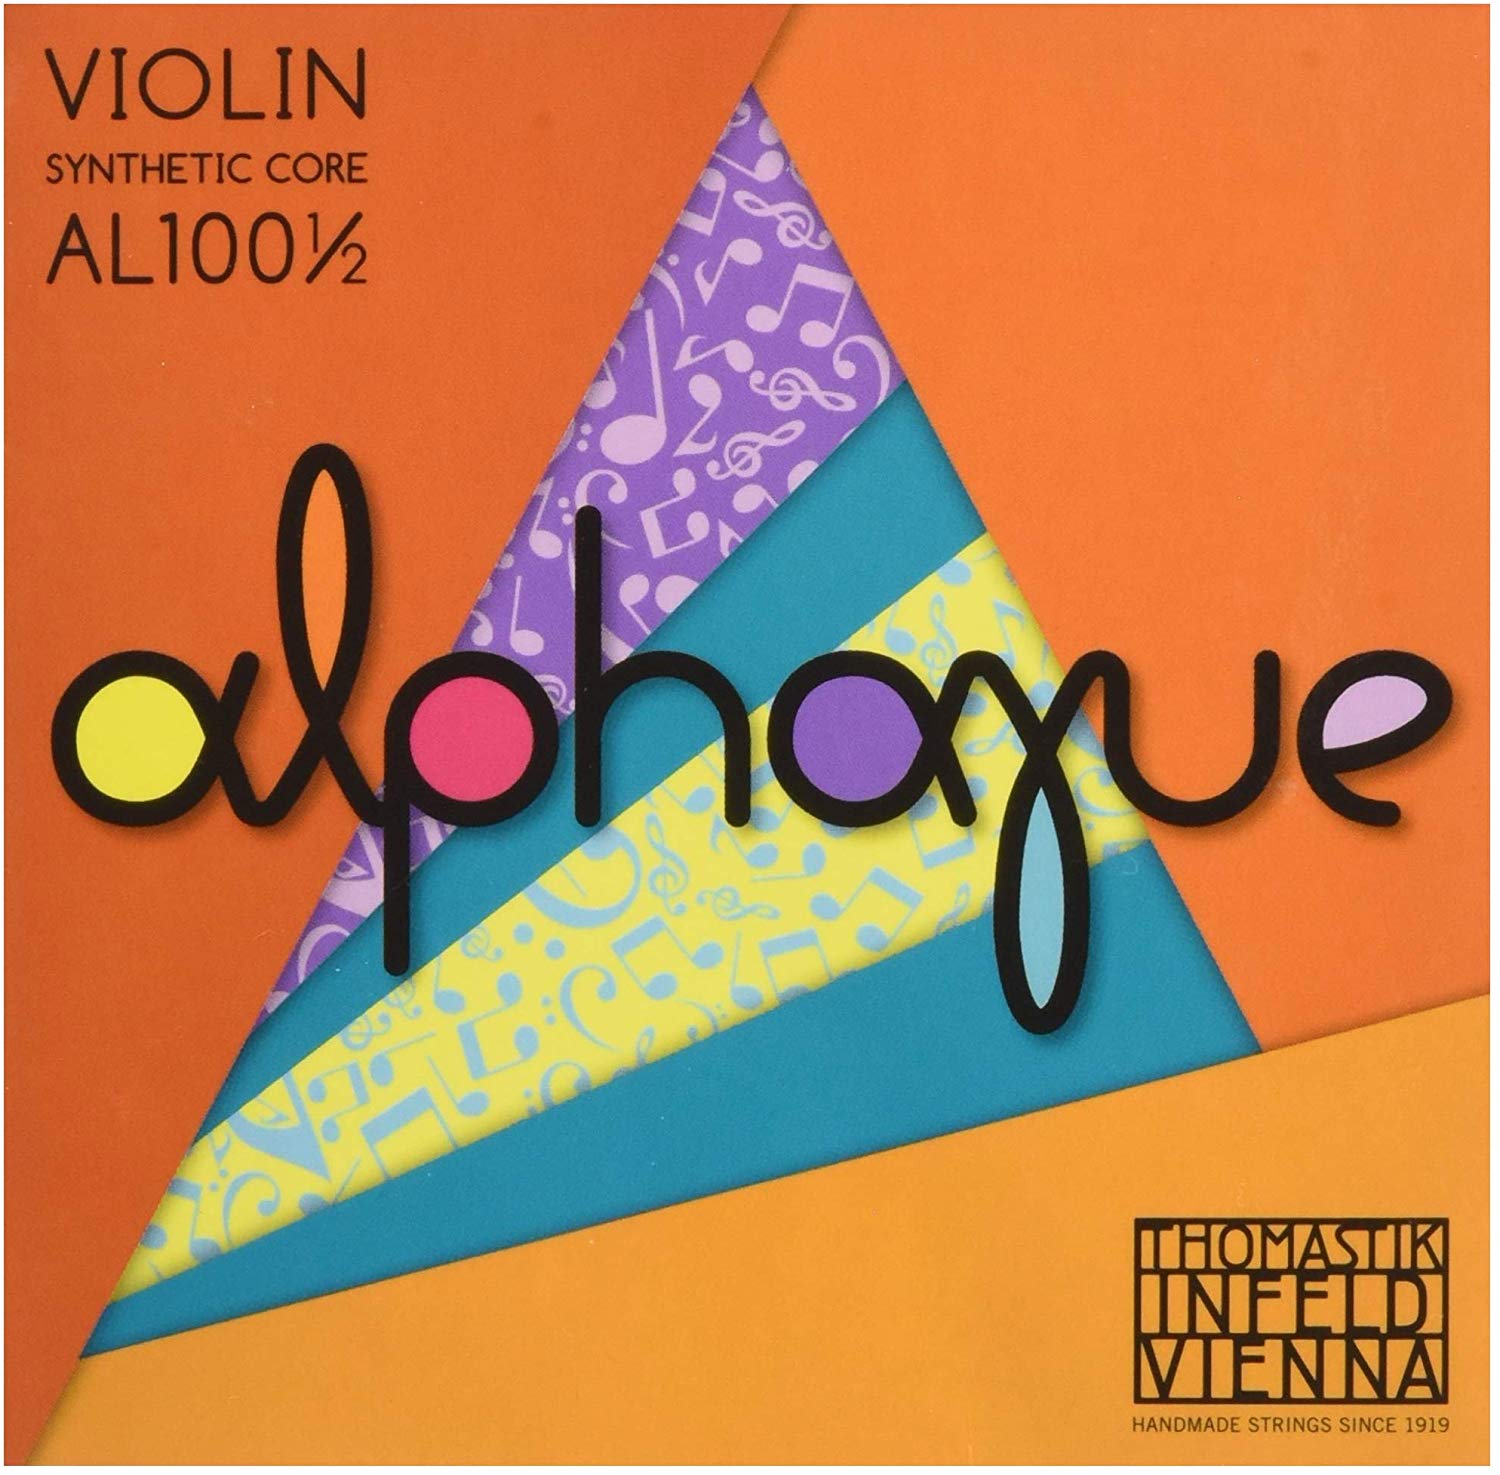 VIOLIN
SYNTHETIC CORE
AL100½
alphayue
THOMASTIK
INFELD
VIENNA
HANDMADE STRINGS SINCE 1919